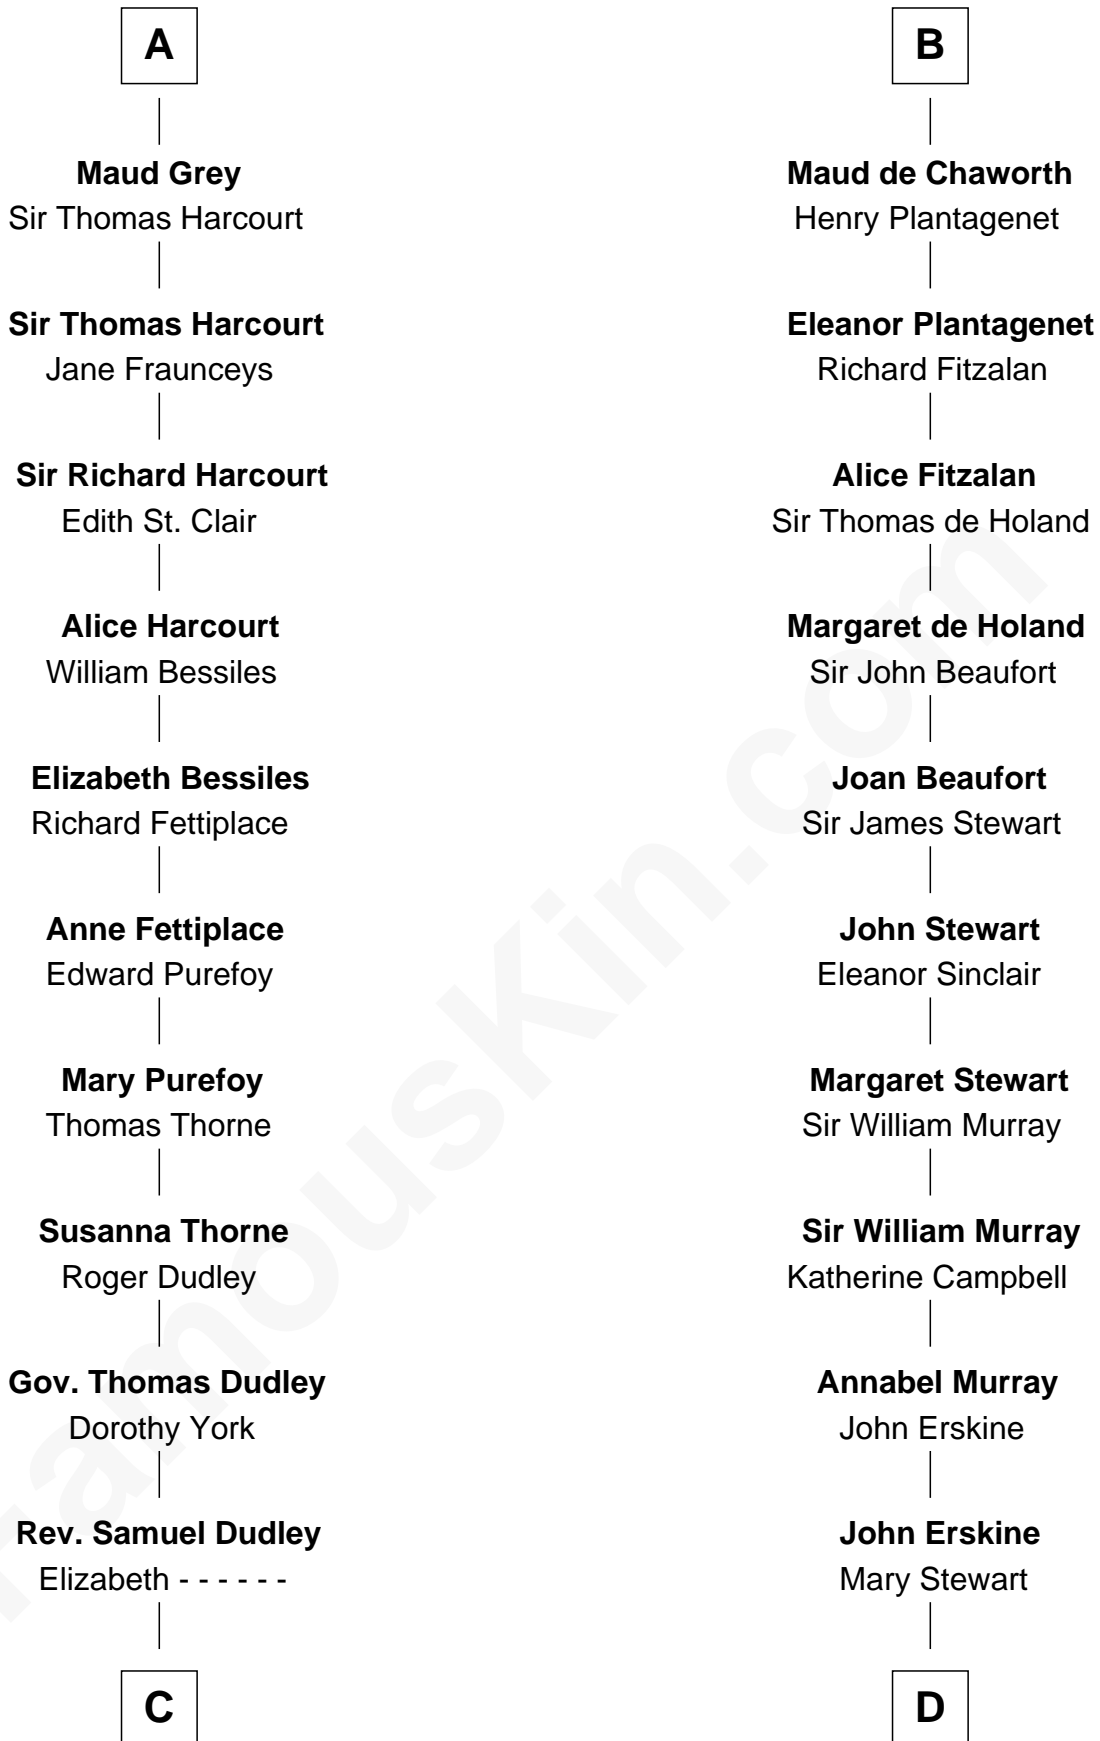 A
Maud Grey
Sir Thomas Harcourt
Sir Thomas Harcourt
Jane Fraunceys
Sir Richard Harcourt
Edith St. Clair
Alice Harcourt
William Bessiles
Elizabeth Bessiles
Richard Fettiplace
Anne Fettiplace
Edward Purefoy
Mary Purefoy
Thomas Thorne
Susanna Thorne
Roger Dudley
Gov. Thomas Dudley
Dorothy York
Rev. Samuel Dudley
Elizabeth - - - - - -
C
B
Maud de Chaworth
Henry Plantagenet
Eleanor Plantagenet
Richard Fitzalan
Alice Fitzalan
Sir Thomas de Holand
Margaret de Holand
Sir John Beaufort
Joan Beaufort
Sir James Stewart
John Stewart
Eleanor Sinclair
Margaret Stewart
Sir William Murray
Sir William Murray
Katherine Campbell
Annabel Murray
John Erskine
John Erskine
Mary Stewart
D
FamousKin.com